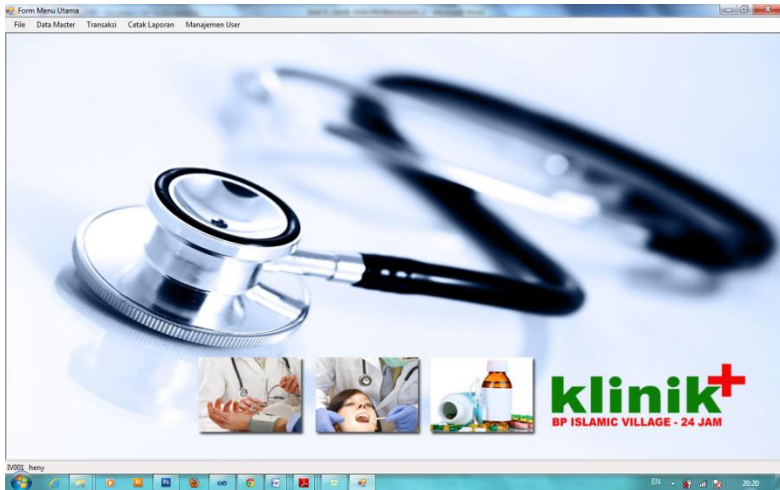 Form Menu Utama
File Data Master Transaksi Cetak Laporan Manajemen User
klinik+
BP ISLAMIC VILLAGE - 24 JAM
IV001 heny
EN 20:20